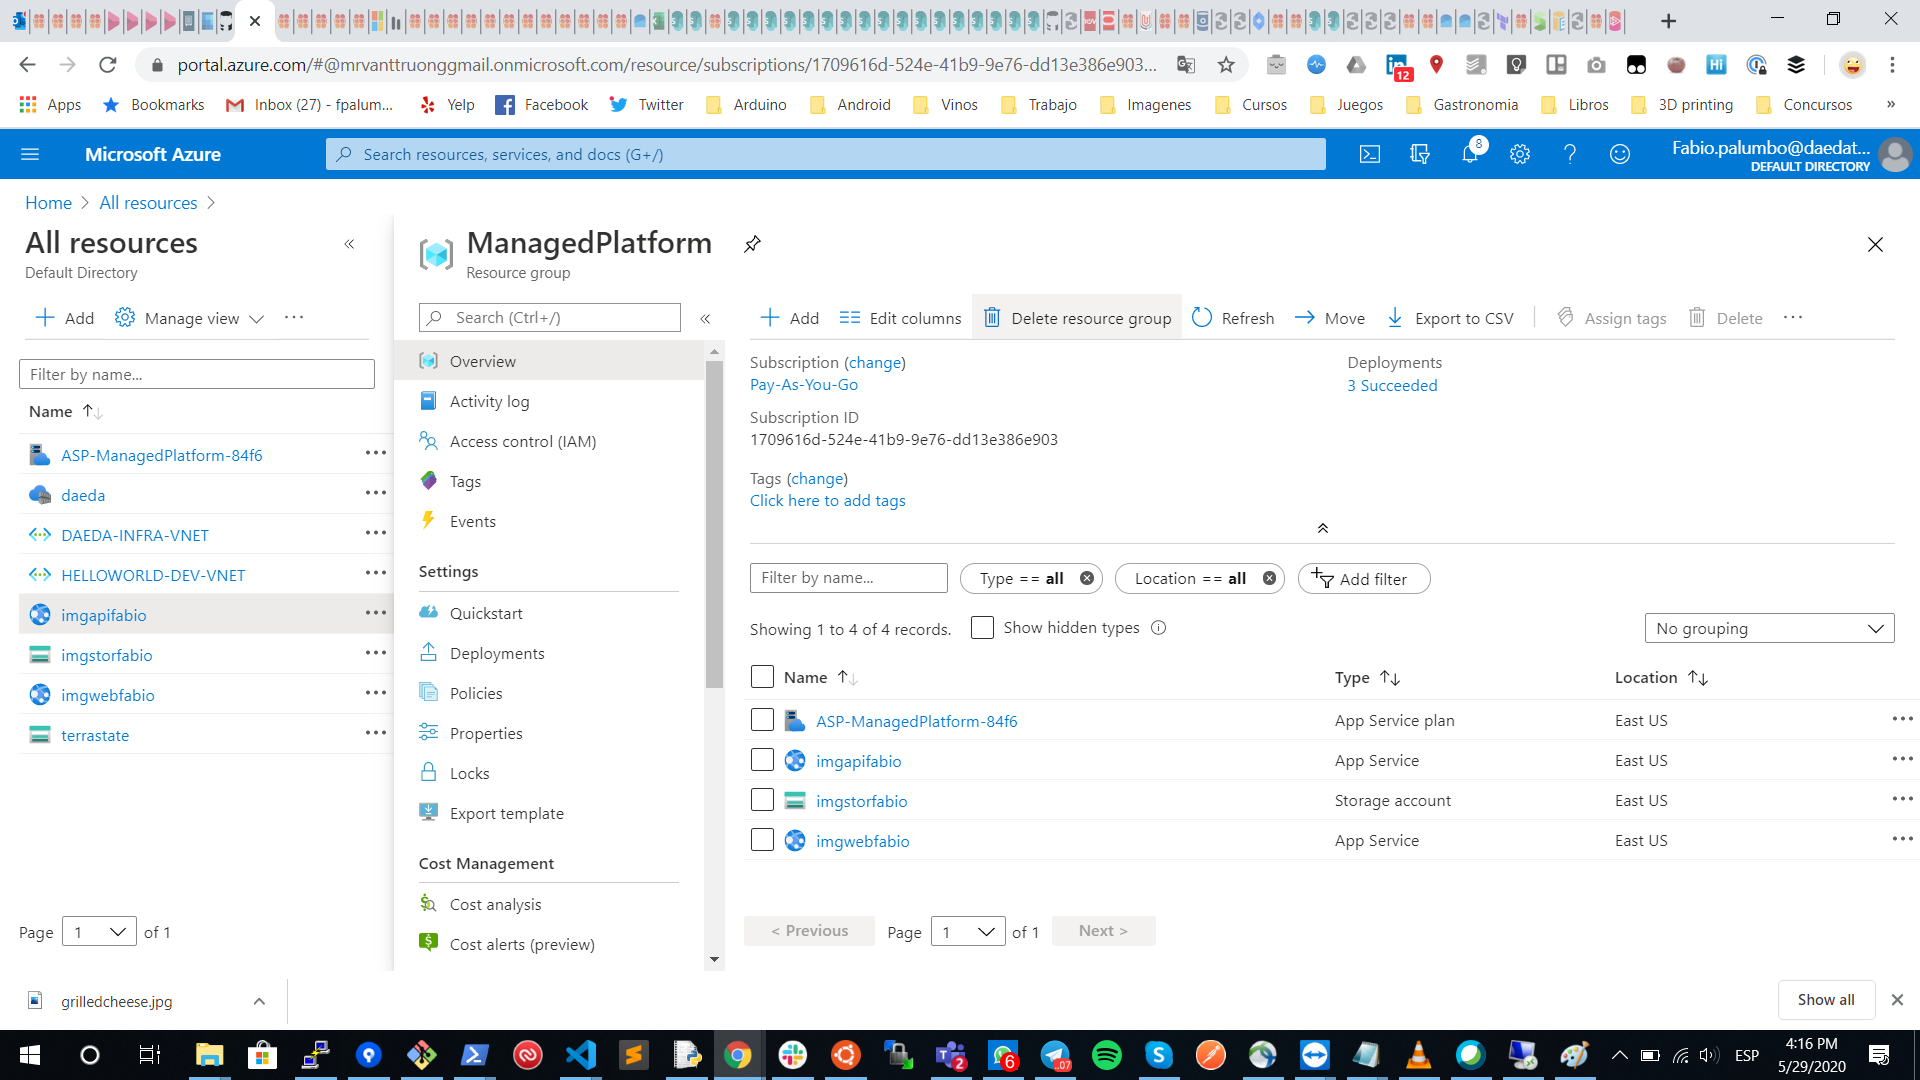 portal.azure.com/#@mrvanttruonggmail.onmicrosoft.com/resource/subscriptions/1709616d-524e-41b9-9e76-dd13e386e903...
12
Apps
Bookmarks
Inbox (27) - fpalum...
Yelp
Facebook
Twitter
Arduino
Android
Vinos
Trabajo
Imagenes
Cursos
Juegos
Gastronomia
Libros
3D printing
Concursos
»
Microsoft Azure
Search resources, services, and docs (G+/)
8
Fabio.palumbo@daedat...
DEFAULT DIRECTORY
Home > All resources >
All resources
Default Directory
Add
Manage view
...
Filter by name...
Name
ASP-ManagedPlatform-84f6
daeda
DAEDA-INFRA-VNET
HELLOWORLD-DEV-VNET
imgapifabio
imgstorfabio
imgwebfabio
terrastate
Page 1 of 1
ManagedPlatform
Resource group
Search (Ctrl+/)
Overview
Activity log
Access control (IAM)
Tags
Events
Settings
Quickstart
Deployments
Policies
Properties
Locks
Export template
Cost Management
Cost analysis
Cost alerts (preview)
Add
Edit columns
Delete resource group
Refresh
Move
Export to CSV
Assign tags
Delete
...
Subscription (change)
Pay-As-You-Go
Subscription ID
1709616d-524e-41b9-9e76-dd13e386e903
Tags (change)
Click here to add tags
Deployments
3 Succeeded
Filter by name...
Type == all
Location == all
Add filter
Showing 1 to 4 of 4 records.
Show hidden types
No grouping
Name Type Location
ASP-ManagedPlatform-84f6 App Service plan East US
imgapifabio App Service East US
imgstorfabio Storage account East US
imgwebfabio App Service East US
< Previous Page 1 of 1 Next >
grilledcheese.jpg
Show all
2
6
.07
ESP
4:16 PM
5/29/2020